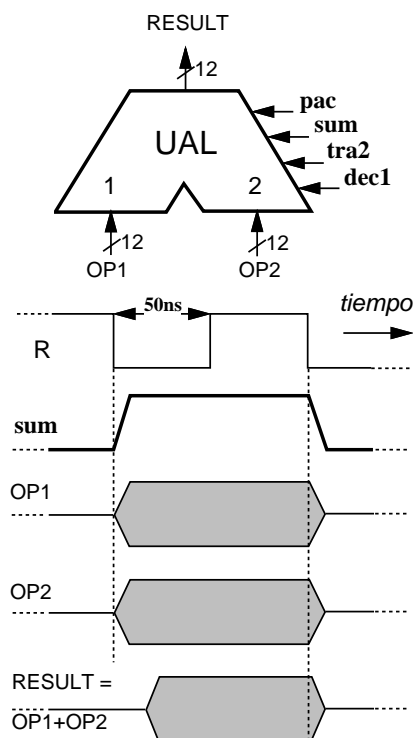 RESULT
12
pac
sum
tra2
dec1
UAL
1 2
12 12
OP1 OP2
50ns
tiempo
R
sum
OP1
OP2
RESULT =
OP1+OP2